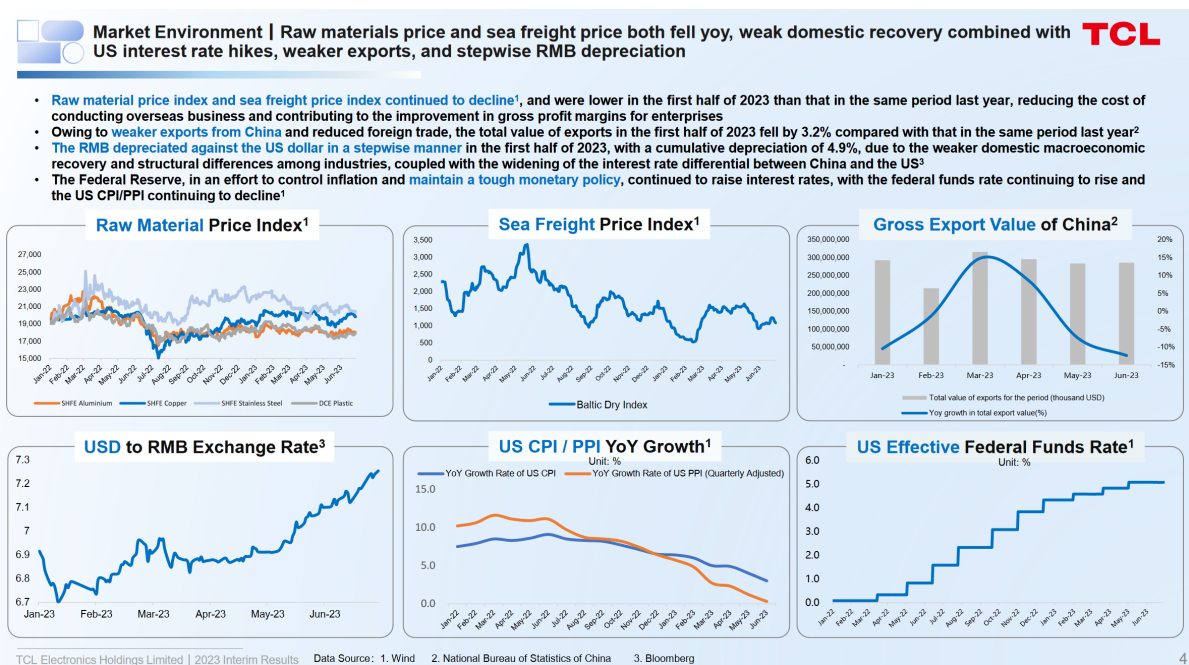 Market Environment | Raw materials price and sea freight price both fell yoy, weak domestic recovery combined with
US interest rate hikes, weaker exports, and stepwise RMB depreciation
TCL
• Raw material price index and sea freight price index continued to decline¹, and were lower in the first half of 2023 than that in the same period last year, reducing the cost of
conducting overseas business and contributing to the improvement in gross profit margins for enterprises
• Owing to weaker exports from China and reduced foreign trade, the total value of exports in the first half of 2023 fell by 3.2% compared with that in the same period last year²
• The RMB depreciated against the US dollar in a stepwise manner in the first half of 2023, with a cumulative depreciation of 4.9%, due to the weaker domestic macroeconomic
recovery and structural differences among industries, coupled with the widening of the interest rate differential between China and the US³
• The Federal Reserve, in an effort to control inflation and maintain a tough monetary policy, continued to raise interest rates, with the federal funds rate continuing to rise and
the US CPI/PPI continuing to decline¹
Raw Material Price Index¹
27,000
25,000
23,000
21,000
19,000
17,000
15,000
Jan-22 Feb-22 Mar-22 Apr-22 May-22 Jun-22 Jul-22 Aug-22 Sep-22 Oct-22 Nov-22 Dec-22 Jan-23 Feb-23 Mar-23 Apr-23 May-23 Jun-23
SHFE Aluminium SHFE Copper SHFE Stainless Steel DCE Plastic
Sea Freight Price Index¹
3,500
3,000
2,500
2,000
1,500
1,000
500
0
Jan-22 Feb-22 Mar-22 Apr-22 May-22 Jun-22 Jul-22 Aug-22 Sep-22 Oct-22 Nov-22 Dec-22 Jan-23 Feb-23 Mar-23 Apr-23 May-23 Jun-23
Baltic Dry Index
Gross Export Value of China²
350,000,000
300,000,000
250,000,000
200,000,000
150,000,000
100,000,000
50,000,000
-
20%
15%
10%
5%
0%
-5%
-10%
-15%
Jan-23 Feb-23 Mar-23 Apr-23 May-23 Jun-23
Total value of exports for the period (thousand USD)
Yoy growth in total export value(%)
USD to RMB Exchange Rate³
7.3
7.2
7.1
7
6.9
6.8
6.7
Jan-23 Feb-23 Mar-23 Apr-23 May-23 Jun-23
US CPI / PPI YoY Growth¹
Unit: %
YoY Growth Rate of US CPI YoY Growth Rate of US PPI (Quarterly Adjusted)
15.0
10.0
5.0
0.0
Jan-22 Feb-22 Mar-22 Apr-22 May-22 Jun-22 Jul-22 Aug-22 Sep-22 Oct-22 Nov-22 Dec-22 Jan-23 Feb-23 Mar-23 Apr-23 May-23 Jun-23
US Effective Federal Funds Rate¹
Unit: %
6.0
5.0
4.0
3.0
2.0
1.0
0.0
Jan-22 Feb-22 Mar-22 Apr-22 May-22 Jun-22 Jul-22 Aug-22 Sep-22 Oct-22 Nov-22 Dec-22 Jan-23 Feb-23 Mar-23 Apr-23 May-23 Jun-23
TCL Electronics Holdings Limited | 2023 Interim Results Data Source: 1. Wind 2. National Bureau of Statistics of China 3. Bloomberg
4